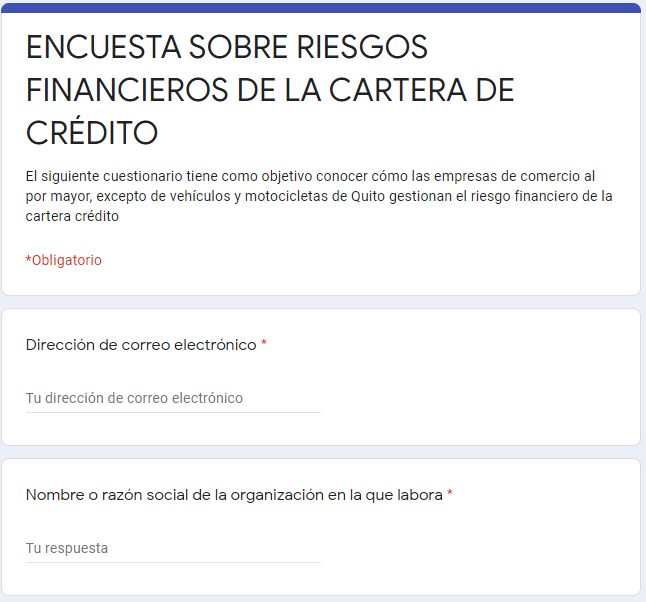 ENCUESTA SOBRE RIESGOS
FINANCIEROS DE LA CARTERA DE
CRÉDITO
El siguiente cuestionario tiene como objetivo conocer cómo las empresas de comercio al
por mayor, excepto de vehículos y motocicletas de Quito gestionan el riesgo financiero de la
cartera crédito
*Obligatorio
Dirección de correo electrónico *
Tu dirección de correo electrónico
Nombre o razón social de la organización en la que labora *
Tu respuesta